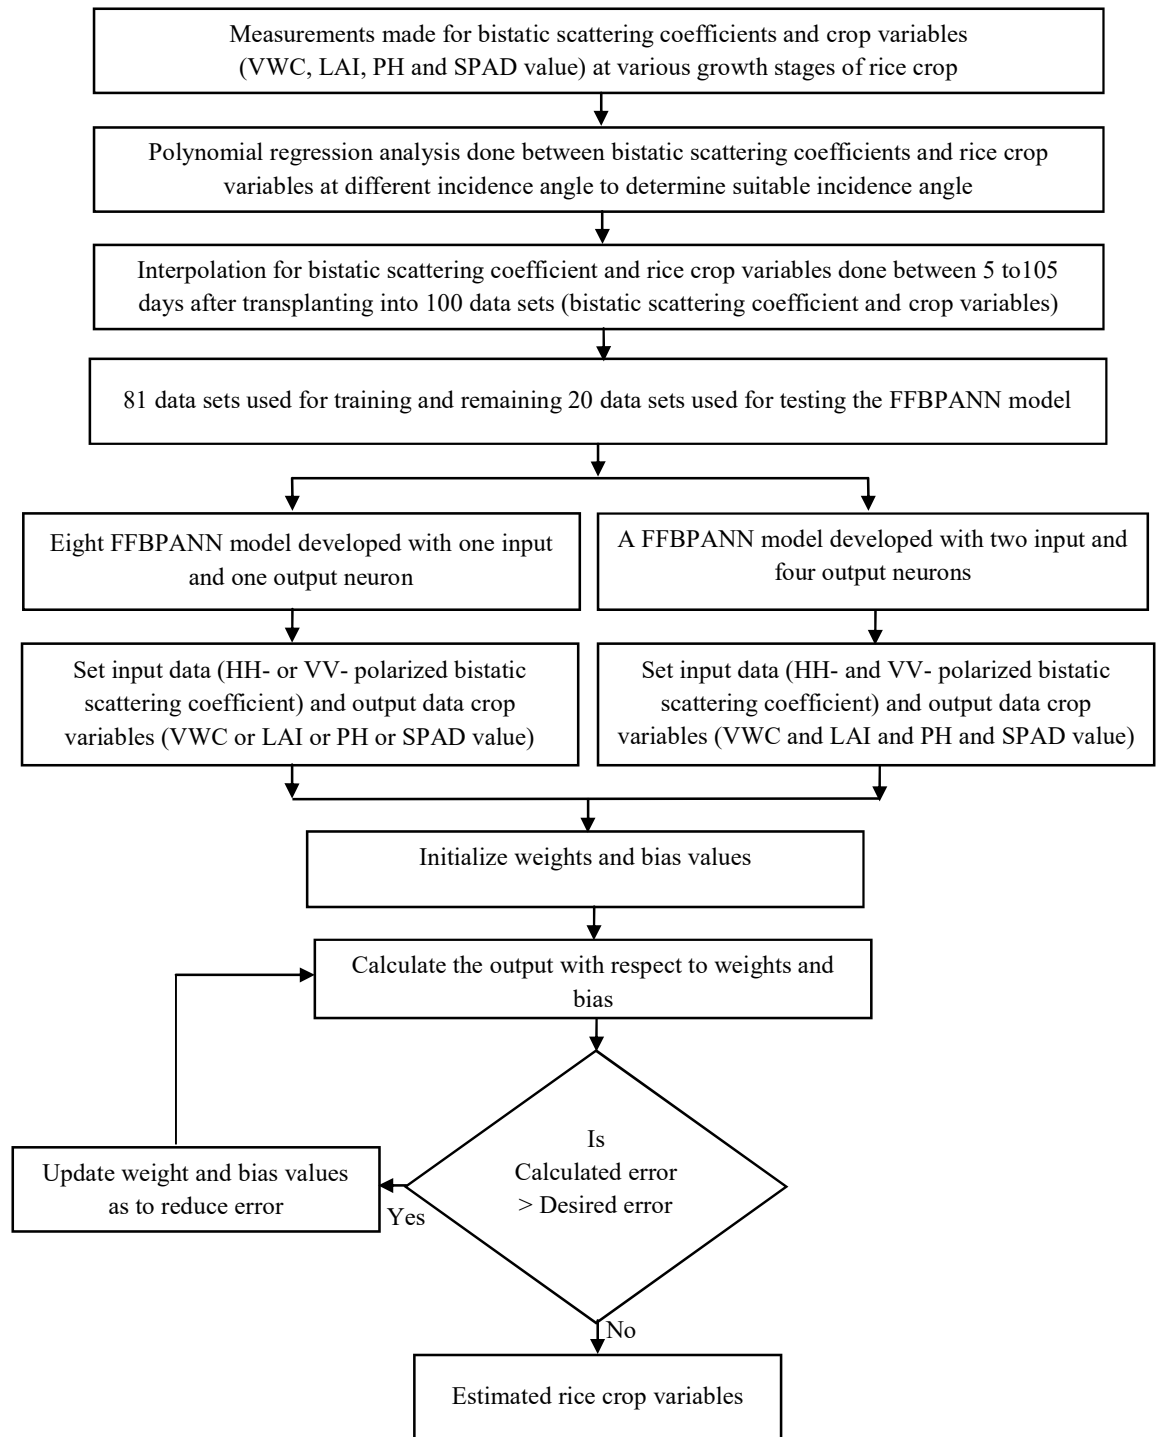 Measurements made for bistatic scattering coefficients and crop variables
(VWC, LAI, PH and SPAD value) at various growth stages of rice crop
Polynomial regression analysis done between bistatic scattering coefficients and rice crop
variables at different incidence angle to determine suitable incidence angle
Interpolation for bistatic scattering coefficient and rice crop variables done between 5 to105
days after transplanting into 100 data sets (bistatic scattering coefficient and crop variables)
81 data sets used for training and remaining 20 data sets used for testing the FFBPANN model
Eight FFBPANN model developed with one input
and one output neuron
A FFBPANN model developed with two input and
four output neurons
Set input data (HH- or VV- polarized bistatic
scattering coefficient) and output data crop
variables (VWC or LAI or PH or SPAD value)
Set input data (HH- and VV- polarized bistatic
scattering coefficient) and output data crop
variables (VWC and LAI and PH and SPAD value)
Initialize weights and bias values
Calculate the output with respect to weights and
bias
Is
Calculated error
> Desired error
Update weight and bias values
as to reduce error
Yes
No
Estimated rice crop variables